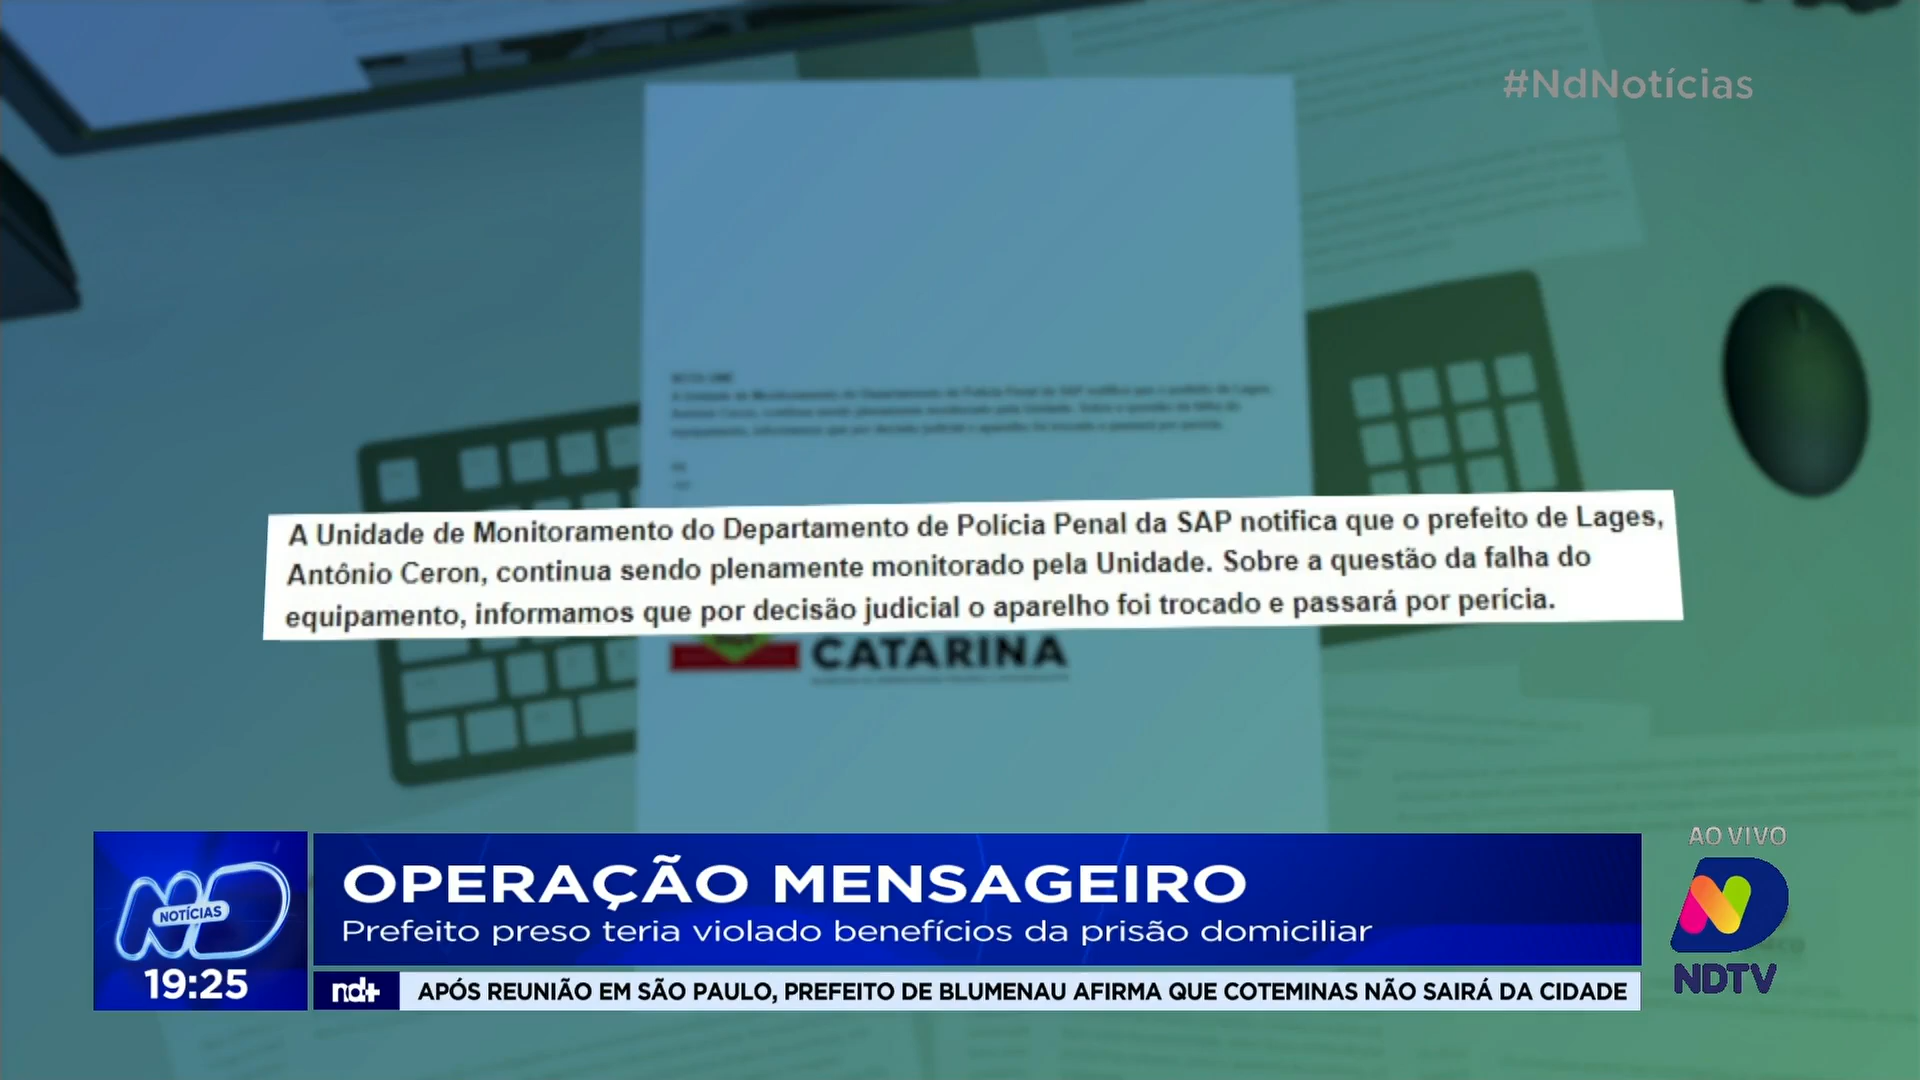 #NdNotícias
A Unidade de Monitoramento do Departamento de Polícia Penal da SAP notifica que o prefeito de Lages,
Antônio Ceron, continua sendo plenamente monitorado pela Unidade. Sobre a questão da falha do
equipamento, informamos que por decisão judicial o aparelho foi trocado e passará por perícia.
CATARINA
AO VIVO
NDTV
ND
NOTÍCIAS
19:25
OPERAÇÃO MENSAGEIRO
Prefeito preso teria violado benefícios da prisão domiciliar
nd+
APÓS REUNIÃO EM SÃO PAULO, PREFEITO DE BLUMENAU AFIRMA QUE COTEMINAS NÃO SAIRÁ DA CIDADE